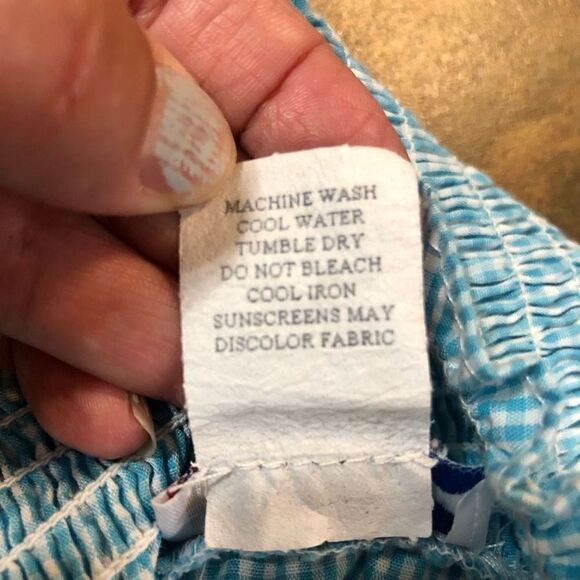 MACHINE WASH
COOL WATER
TUMBLE DRY
DO NOT BLEACH
COOL IRON
SUNSCREENS MAY
DISCOLOR FABRIC